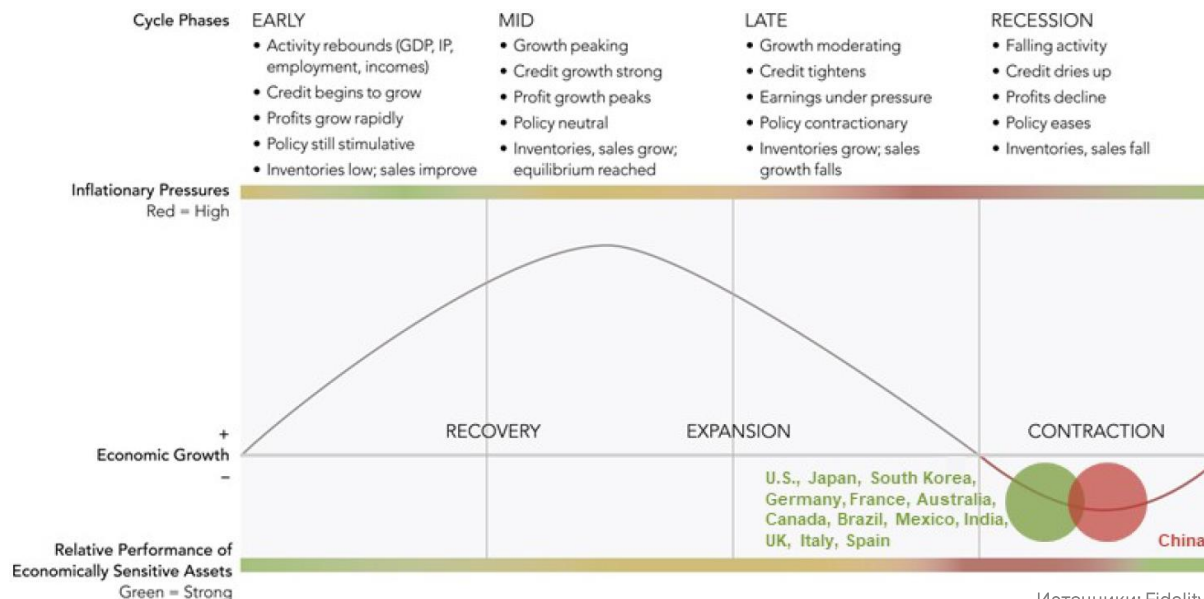 Cycle Phases
EARLY
• Activity rebounds (GDP, IP,
employment, incomes)
• Credit begins to grow
• Profits grow rapidly
• Policy still stimulative
• Inventories low; sales improve
MID
• Growth peaking
• Credit growth strong
• Profit growth peaks
• Policy neutral
• Inventories, sales grow;
equilibrium reached
LATE
• Growth moderating
• Credit tightens
• Earnings under pressure
• Policy contractionary
• Inventories grow; sales
growth falls
RECESSION
• Falling activity
• Credit dries up
• Profits decline
• Policy eases
• Inventories, sales fall
Inflationary Pressures
Red = High
RECOVERY
EXPANSION
CONTRACTION
+
Economic Growth
–
U.S., Japan, South Korea,
Germany, France, Australia,
Canada, Brazil, Mexico, India,
UK, Italy, Spain
China
Relative Performance of
Economically Sensitive Assets
Green = Strong
Источники: Fidelity